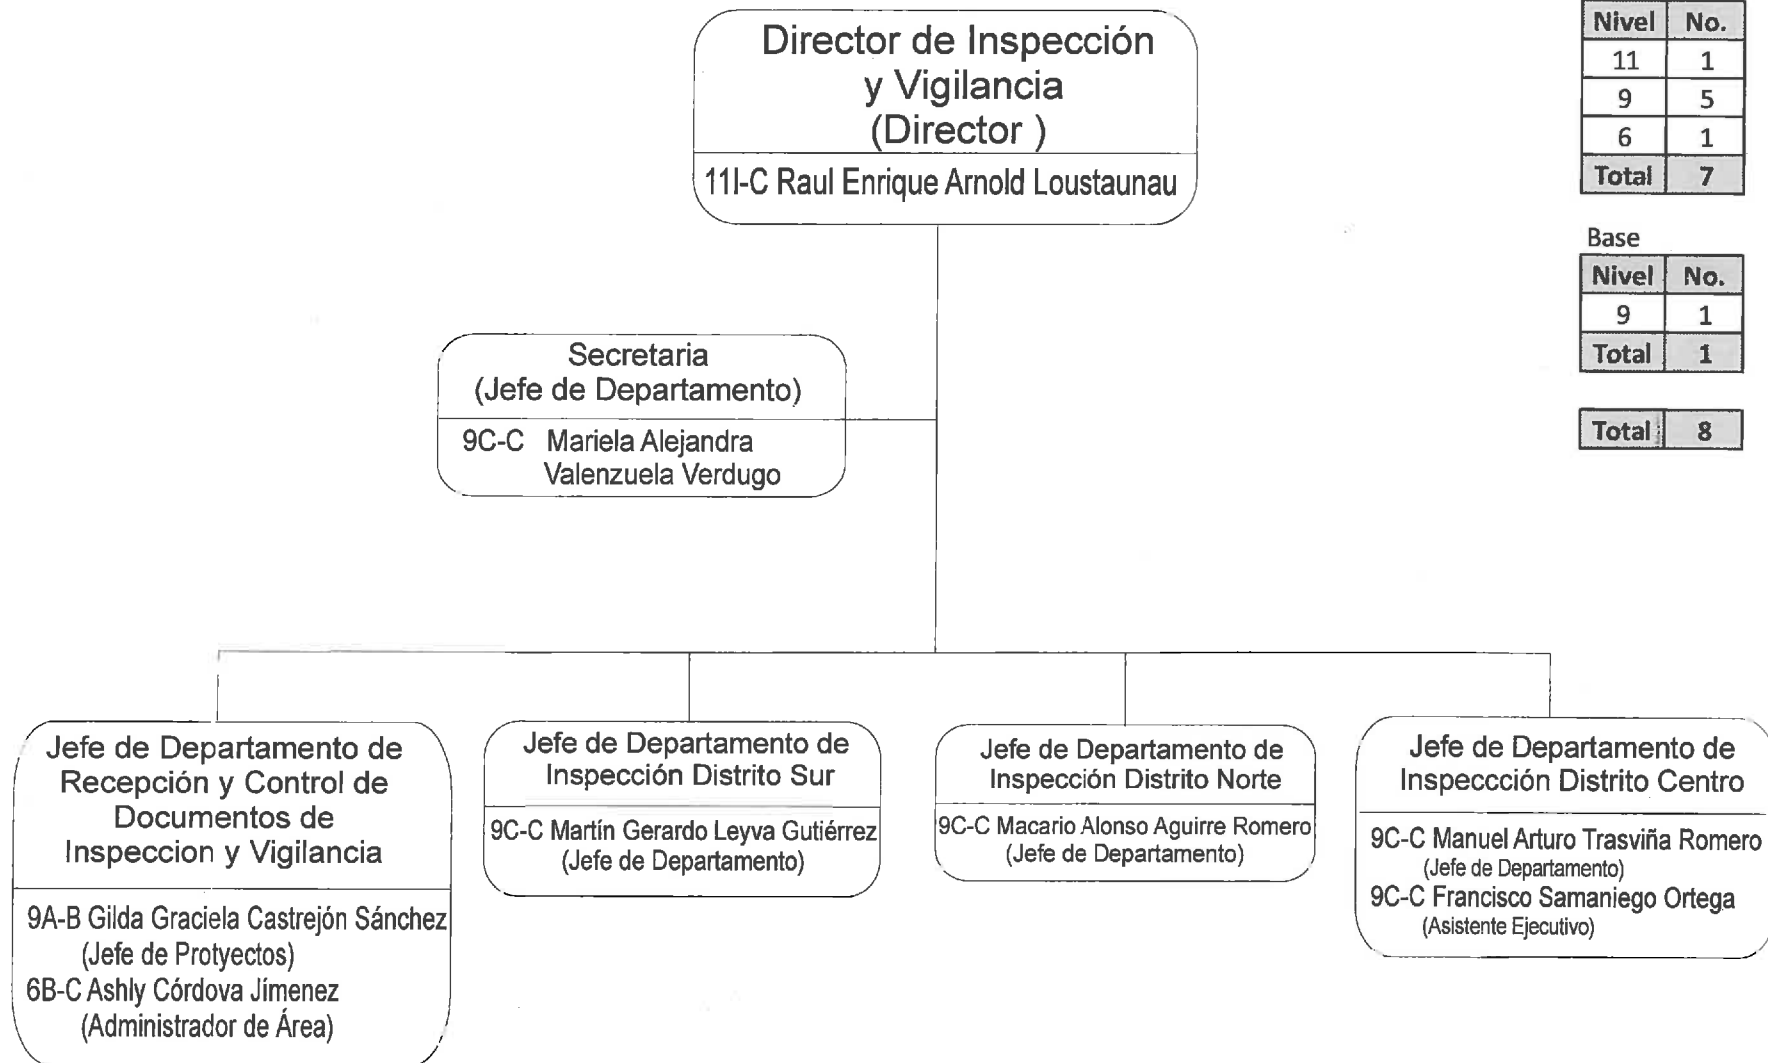 Director de Inspección
y Vigilancia
(Director )
11I-C Raul Enrique Arnold Loustaunau
Nivel No.
11 1
9 5
6 1
Total 7
Base
Nivel No.
9 1
Total 1
Total 8
Secretaria
(Jefe de Departamento)
9C-C Mariela Alejandra
Valenzuela Verdugo
Jefe de Departamento de
Recepción y Control de
Documentos de
Inspeccion y Vigilancia
9A-B Gilda Graciela Castrejón Sánchez
(Jefe de Protyectos)
6B-C Ashly Córdova Jímenez
(Administrador de Área)
Jefe de Departamento de
Inspección Distrito Sur
9C-C Martín Gerardo Leyva Gutiérrez
(Jefe de Departamento)
Jefe de Departamento de
Inspección Distrito Norte
9C-C Macario Alonso Aguirre Romero
(Jefe de Departamento)
Jefe de Departamento de
Inspeccción Distrito Centro
9C-C Manuel Arturo Trasviña Romero
(Jefe de Departamento)
9C-C Francisco Samaniego Ortega
(Asistente Ejecutivo)